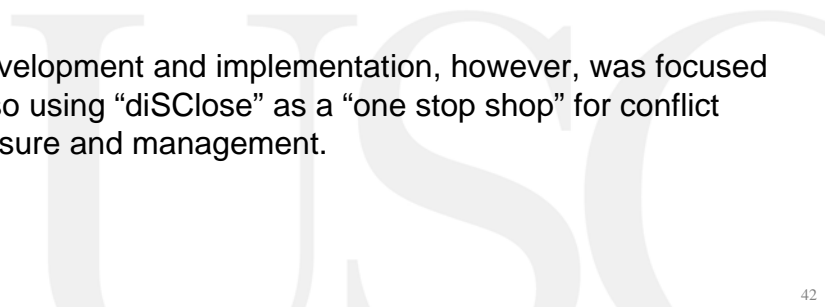 velopment and implementation, however, was focused
so using “diSClose” as a “one stop shop” for conflict
sure and management.
USC
42